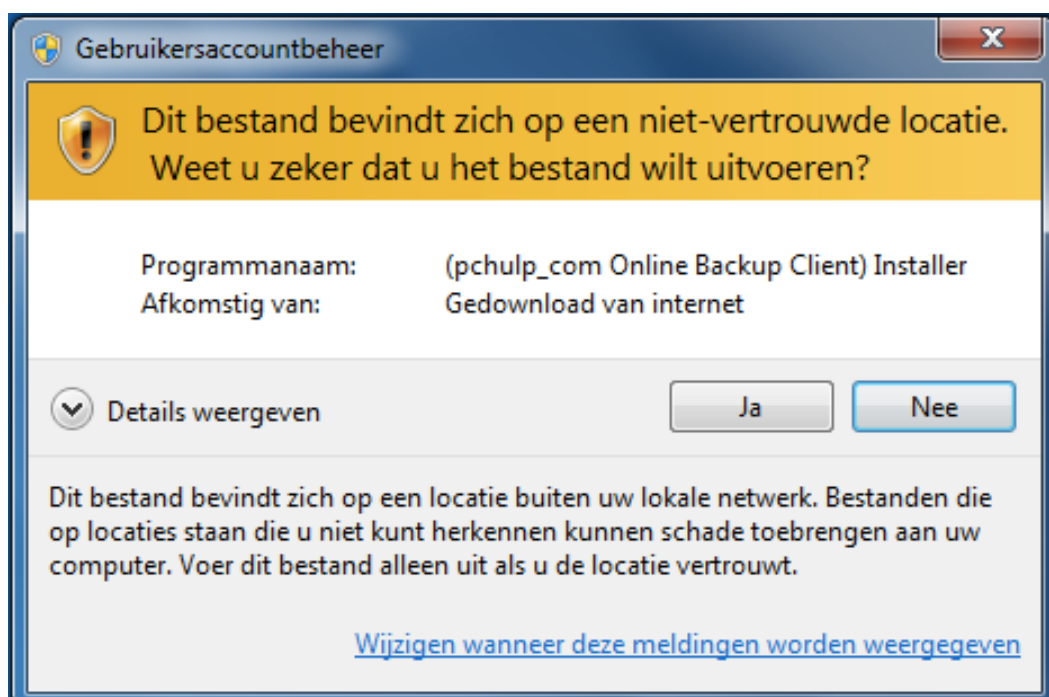 Gebruikersaccountbeheer
Dit bestand bevindt zich op een niet-vertrouwde locatie.
Weet u zeker dat u het bestand wilt uitvoeren?
Programmanaam: (pchulp_com Online Backup Client) Installer
Afkomstig van: Gedownload van internet
Details weergeven Ja Nee
Dit bestand bevindt zich op een locatie buiten uw lokale netwerk. Bestanden die
op locaties staan die u niet kunt herkennen kunnen schade toebrengen aan uw
computer. Voer dit bestand alleen uit als u de locatie vertrouwt.
Wijzigen wanneer deze meldingen worden weergegeven